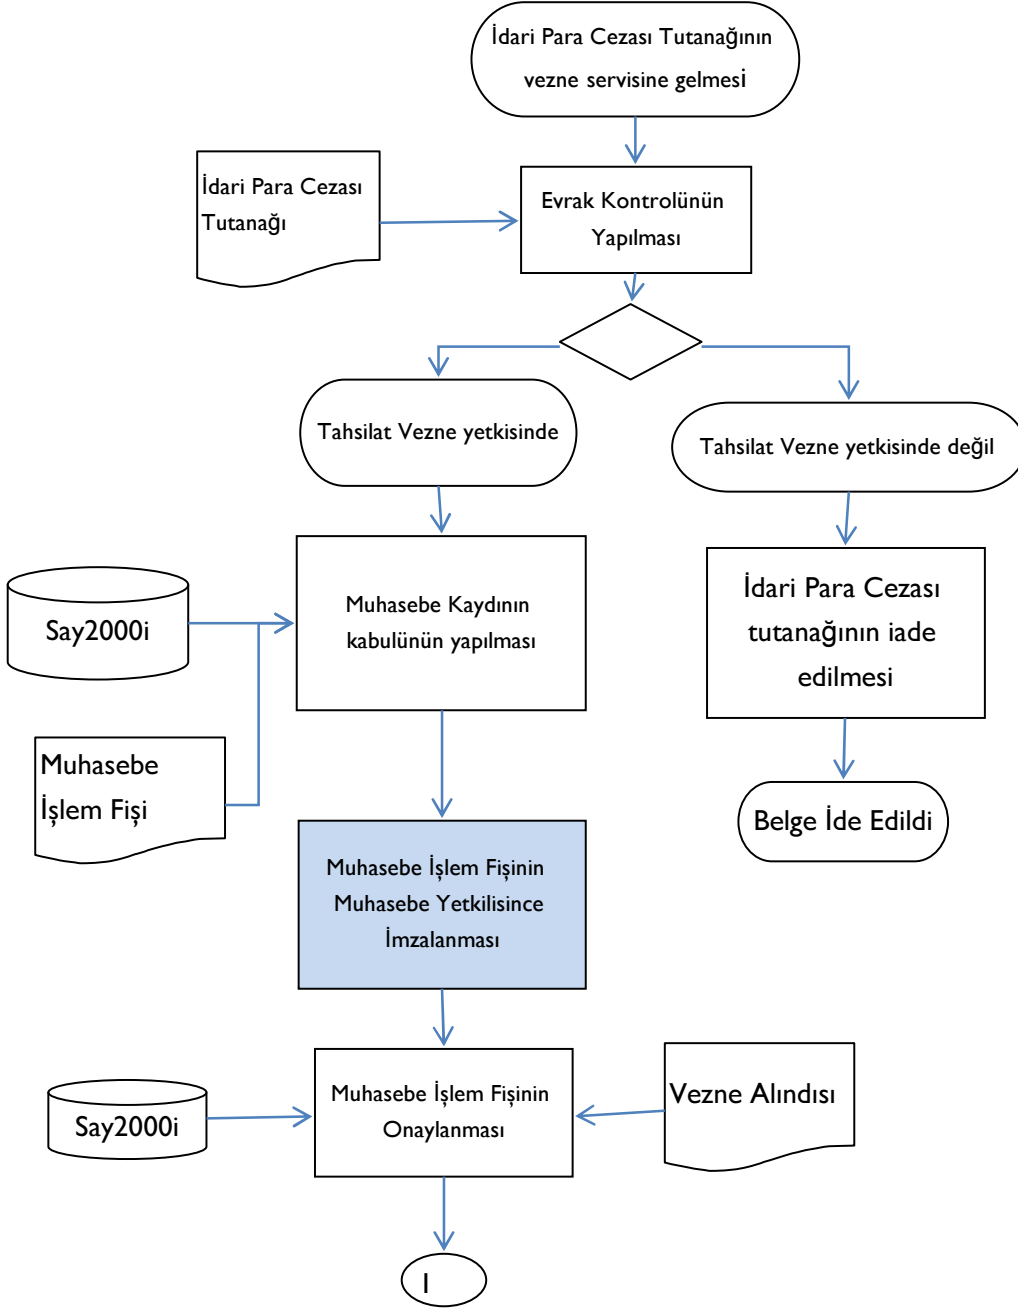 İdari Para Cezası Tutanağının
vezne servisine gelmesi
İdari Para Cezası
Tutanağı
Evrak Kontrolünün
Yapılması
Tahsilat Vezne yetkisinde
Tahsilat Vezne yetkisinde değil
Say2000i
Muhasebe Kaydının
kabulünün yapılması
İdari Para Cezası
tutanağının iade
edilmesi
Muhasebe
İşlem Fişi
Belge İde Edildi
Muhasebe İşlem Fişinin
Muhasebe Yetkilisince
İmzalanması
Say2000i
Muhasebe İşlem Fişinin
Onaylanması
Vezne Alındısı
1